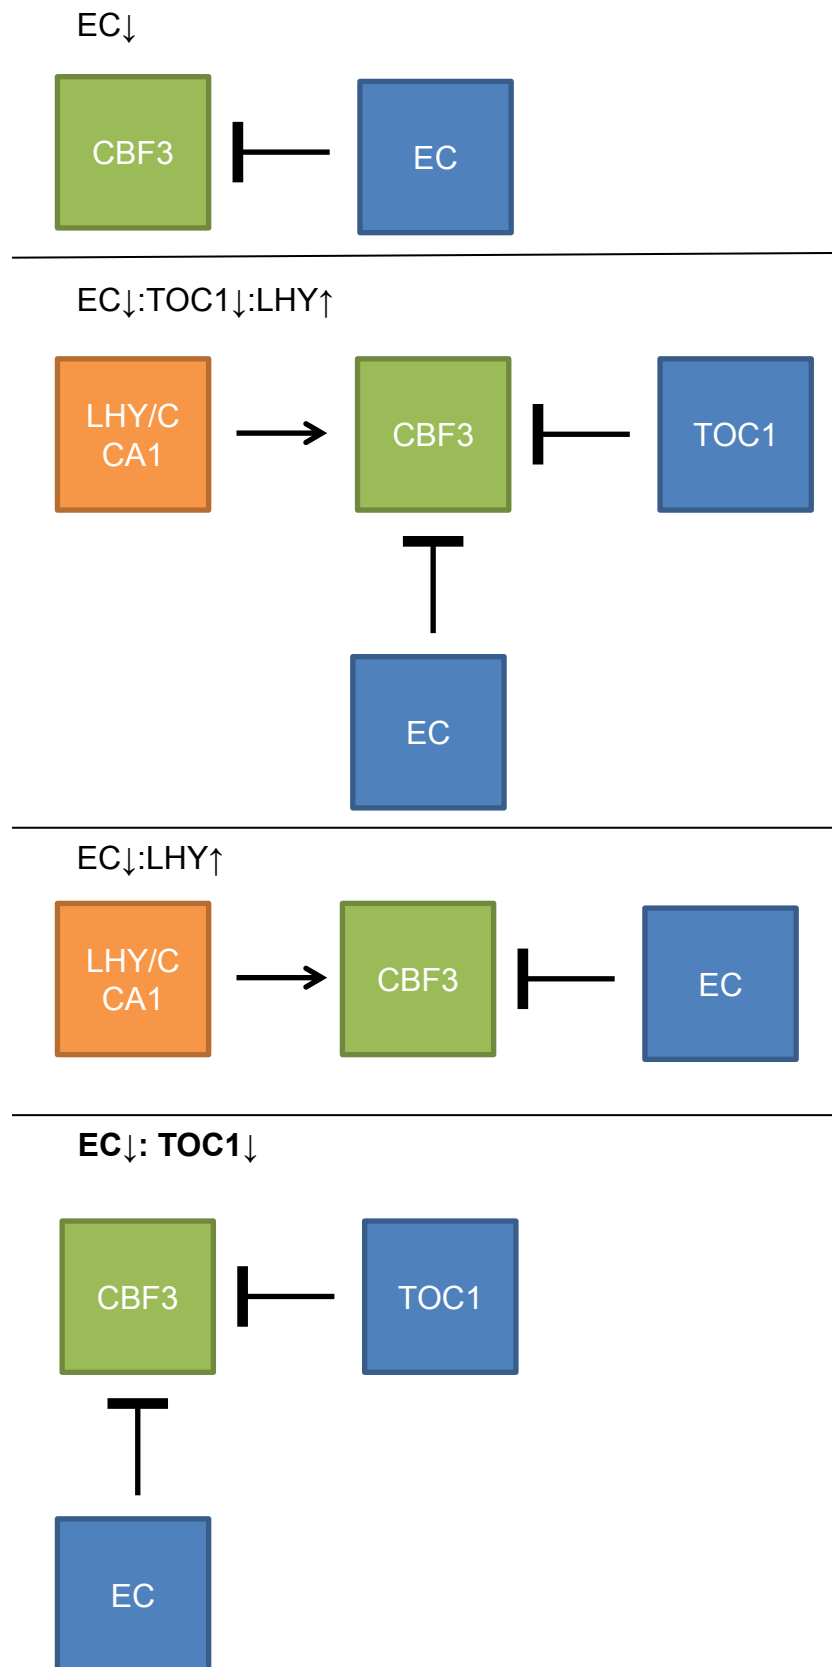 EC↓
CBF3
EC
EC↓:TOC1↓:LHY↑
LHY/C
CA1
CBF3
TOC1
EC
EC↓:LHY↑
LHY/C
CA1
CBF3
EC
EC↓: TOC1↓
CBF3
TOC1
EC